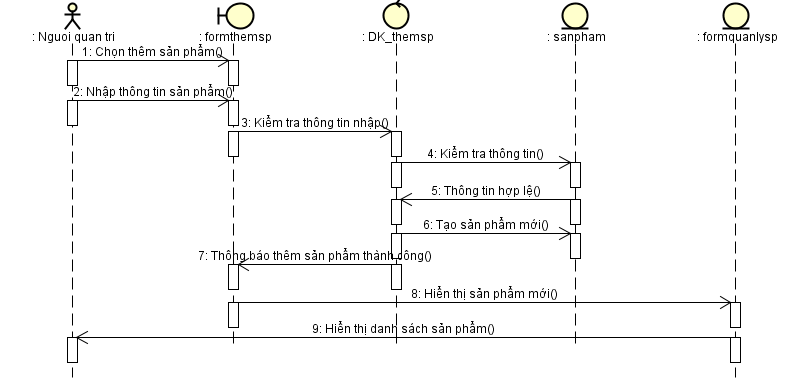 : Nguoi quan tri
: formthemsp
: DK_themsp
: sanpham
: formquanlysp
1: Chọn thêm sản phẩm()
2: Nhập thông tin sản phẩm()
3: Kiểm tra thông tin nhập()
4: Kiểm tra thông tin()
5: Thông tin hợp lệ()
6: Tạo sản phẩm mới()
7: Thông báo thêm sản phẩm thành công()
8: Hiển thị sản phẩm mới()
9: Hiển thị danh sách sản phẩm()